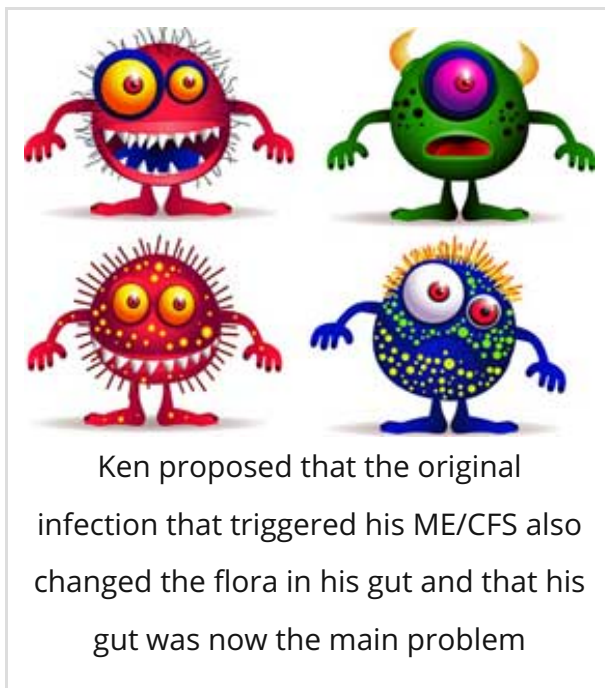 Ken proposed that the original
infection that triggered his ME/CFS also
changed the flora in his gut and that his
gut was now the main problem